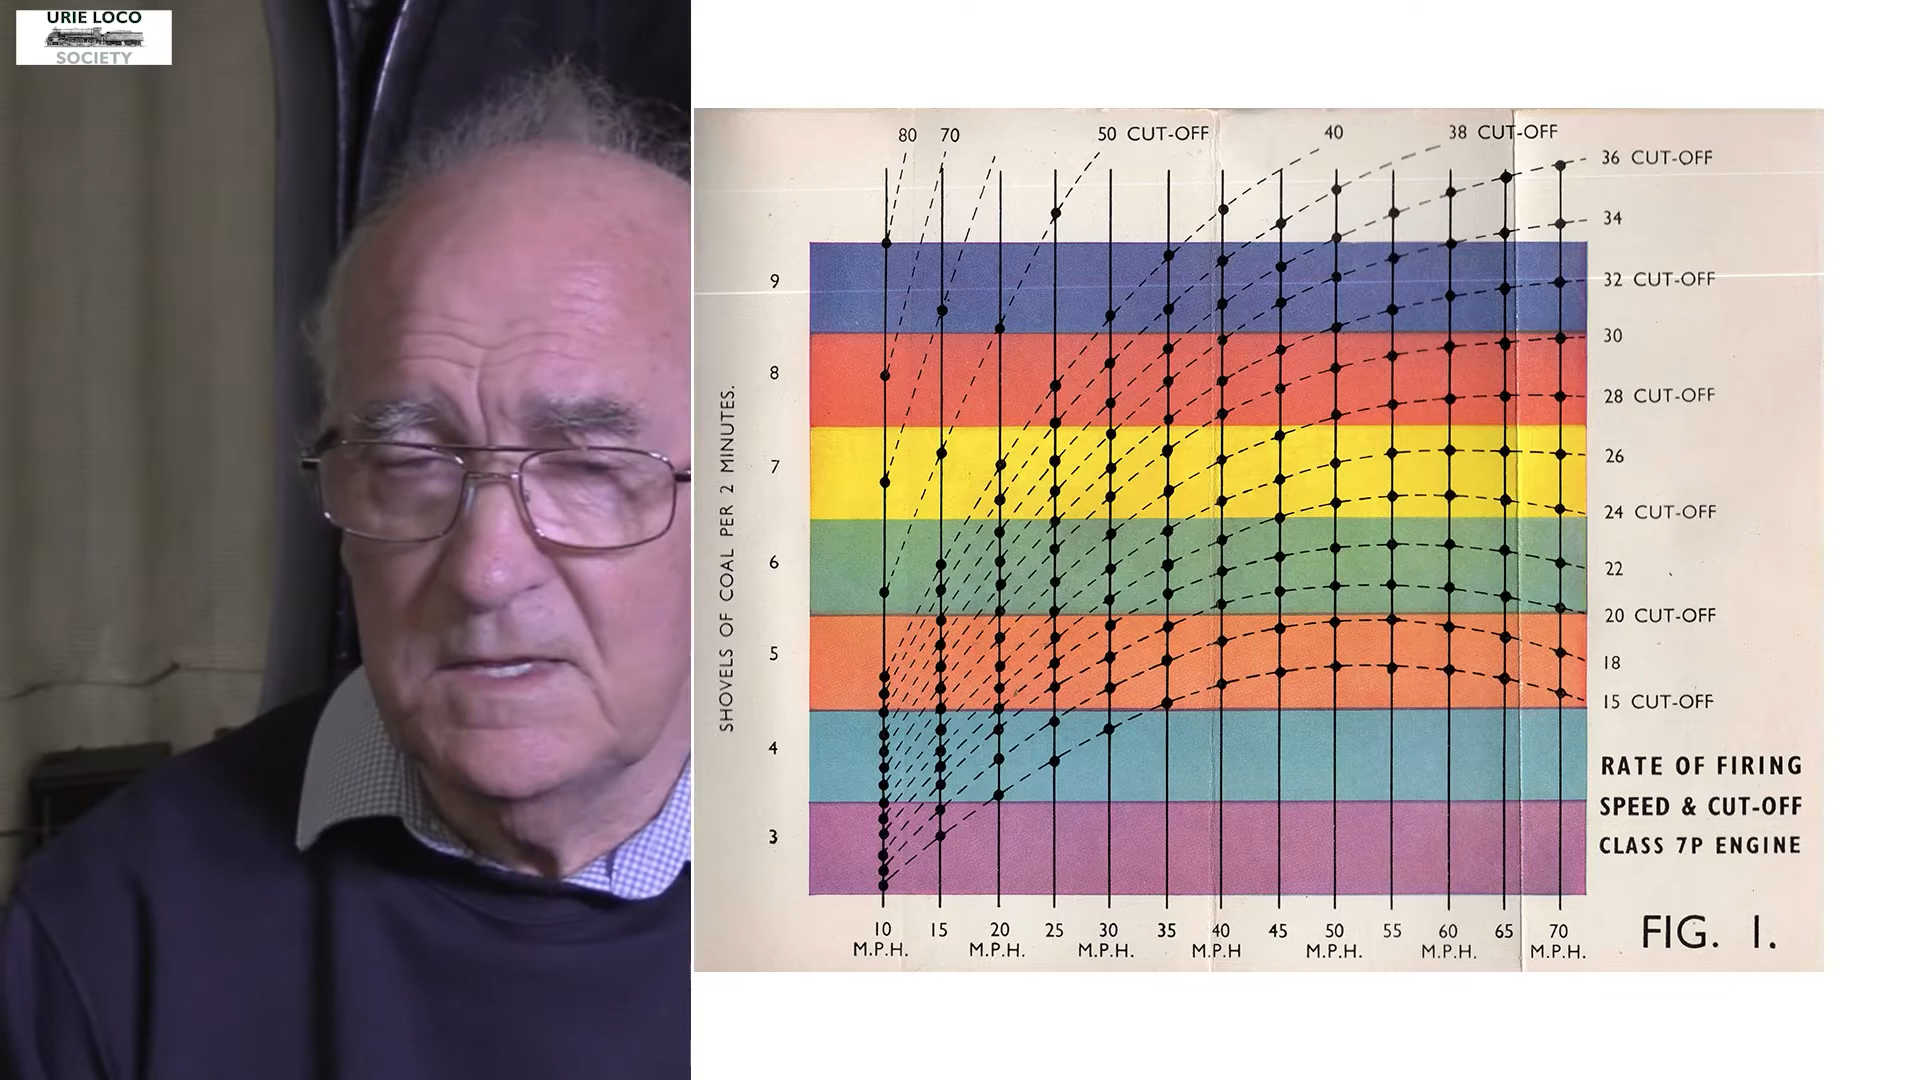 URIE LOCO
SOCIETY
80 70 50 CUT-OFF 40 38 CUT-OFF
36 CUT-OFF
34
32 CUT-OFF
30
28 CUT-OFF
26
24 CUT-OFF
22
20 CUT-OFF
18
15 CUT-OFF
SHOVELS OF COAL PER 2 MINUTES.
9
8
7
6
5
4
3
10 15 20 25 30 35 40 45 50 55 60 65 70
M.P.H. M.P.H. M.P.H. M.P.H M.P.H. M.P.H. M.P.H.
RATE OF FIRING
SPEED & CUT-OFF
CLASS 7P ENGINE
FIG. 1.